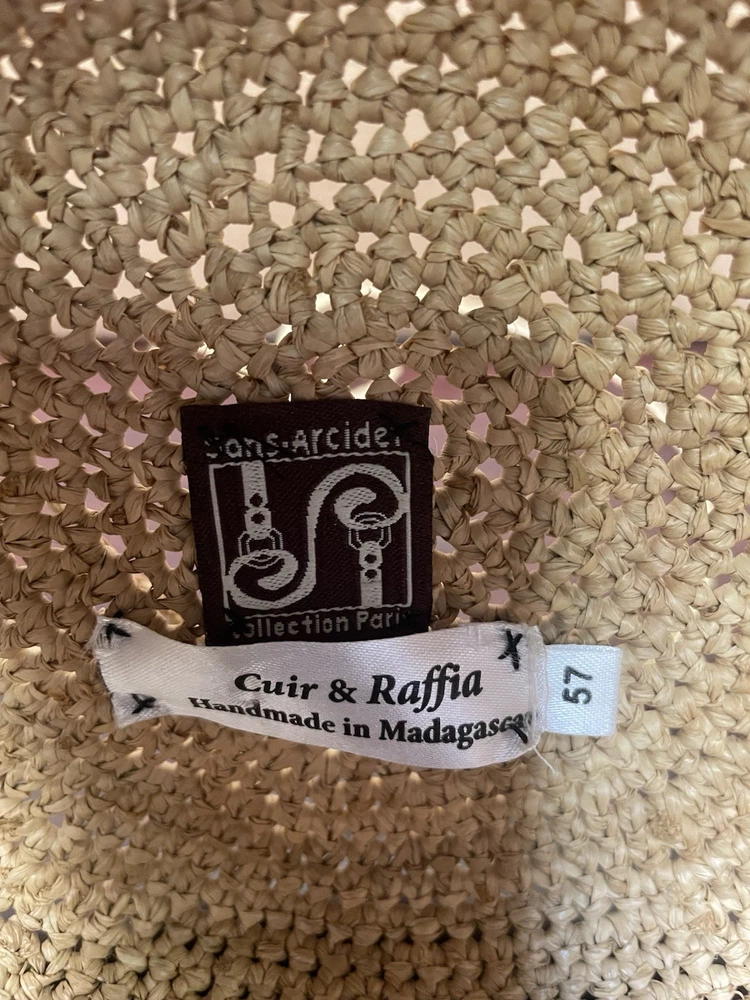 Sans-Arcidet
Collection Paris
Cuir & Raffia
Handmade in Madagascar
57